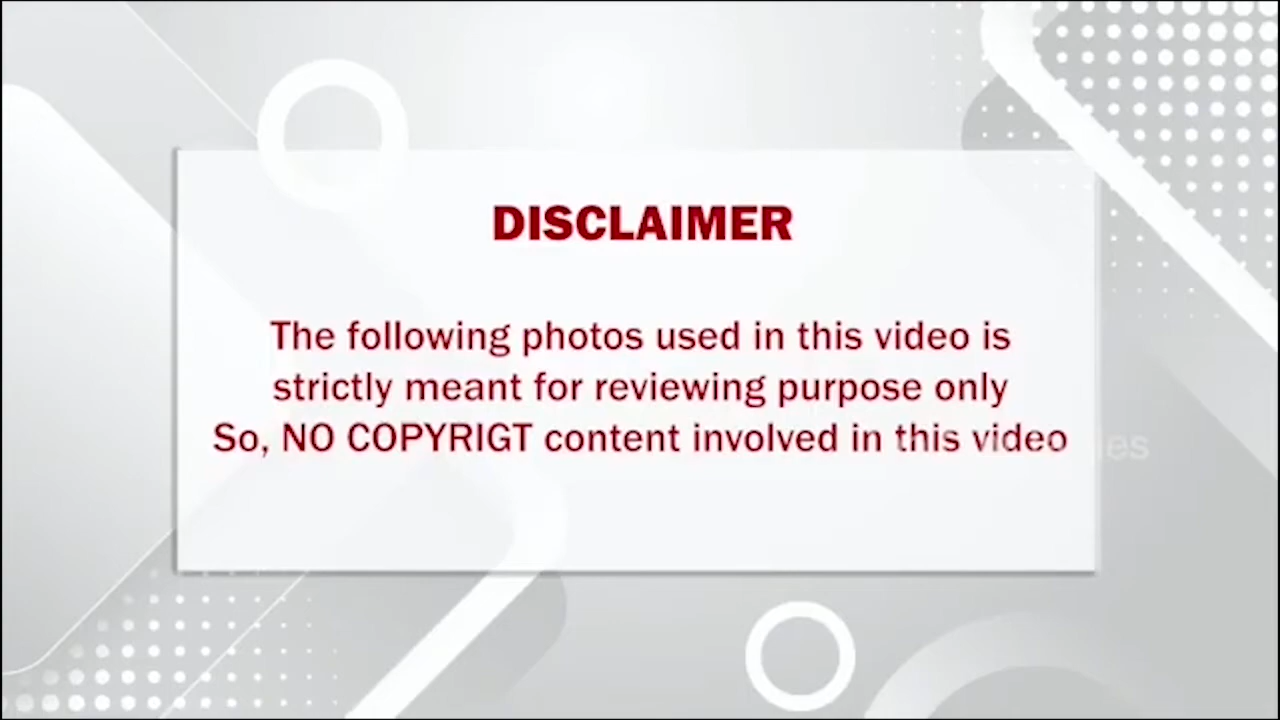 DISCLAIMER
The following photos used in this video is
strictly meant for reviewing purpose only
So, NO COPYRIGT content involved in this video